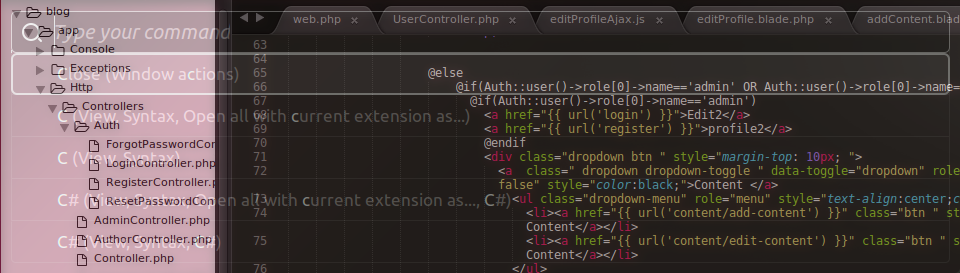 blog
app
Console
Exceptions
Http
Controllers
Auth
ForgotPasswordCor
LoginController.php
RegisterController.p
ResetPasswordCont
AdminController.php
AuthorController.php
Controller.php
Type your command
Close (Window actions)
C (View, Syntax, Open all with current extension as...)
C (View, Syntax)
C# (View, Syntax, Open all with current extension as..., C#)
C# (View, Syntax, C#)
web.php × UserController.php × editProfileAjax.js × editProfile.blade.php × addContent.blad
63
64
65 @else
66 @if(Auth::user()->role[0]->name=='admin' OR Auth::user()->role[0]->name=
67 @if(Auth::user()->role[0]->name=='admin')
68 <a href="{{ url('login') }}">Edit2</a>
69 <a href="{{ url('register') }}">profile2</a>
70 @endif
71 <div class="dropdown btn " style="margin-top: 10px; ">
72 <a class=" dropdown dropdown-toggle " data-toggle="dropdown" role
false" style="color:black;">Content </a>
73 <ul class="dropdown-menu" role="menu" style="text-align:center;c
74 <li><a href="{{ url('content/add-content') }}" class="btn " s
Content</a></li>
75 <li><a href="{{ url('content/edit-content') }}" class="btn "
Content</a></li>
76 </ul>